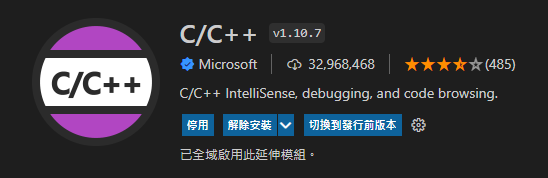 C/C++
C/C++ v1.10.7
Microsoft 32,968,468 (485)
C/C++ IntelliSense, debugging, and code browsing.
停用 解除安裝 切換到發行前版本
已全域啟用此延伸模組。